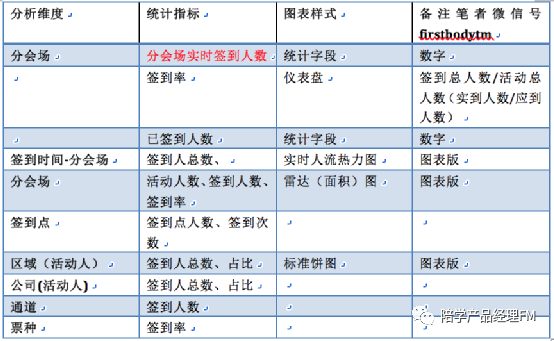 分析维度 统计指标 图表样式 备注笔者微信号
firstbodytm
分会场 分会场实时签到人数 统计字段 数字
签到率 仪表盘 签到总人数/活动总
人数（实到人数/应到
人数）
已签到人数 统计字段 数字
签到时间-分会场 签到人总数、 实时人流热力图 图表版
分会场 活动人数、签到人数、 雷达（面积）图 图表版
签到率
签到点 签到点人数、签到次
数
区域（活动人） 签到人总数、占比 标准饼图 图表版
公司(活动人) 签到人总数、占比
通道 签到人数
票种 签到率
陪学产品经理FM